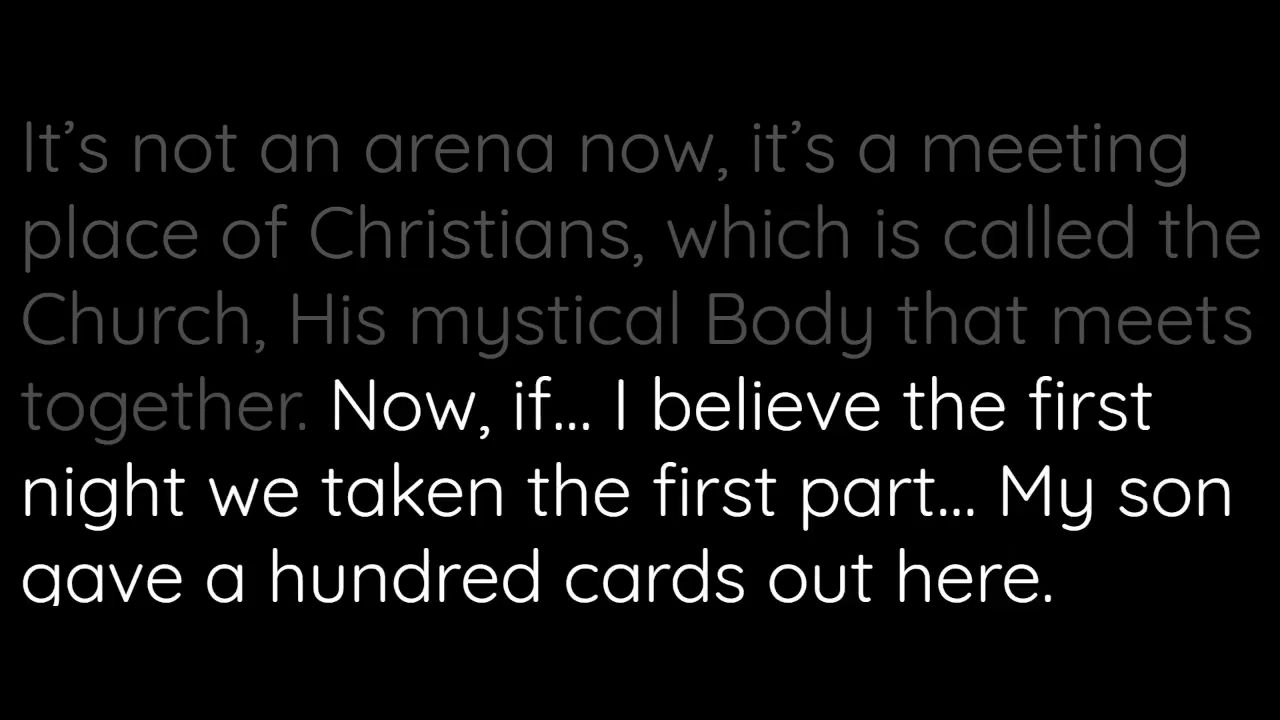 It’s not an arena now, it’s a meeting
place of Christians, which is called the
Church, His mystical Body that meets
together. Now, if... I believe the first
night we taken the first part... My son
gave a hundred cards out here.